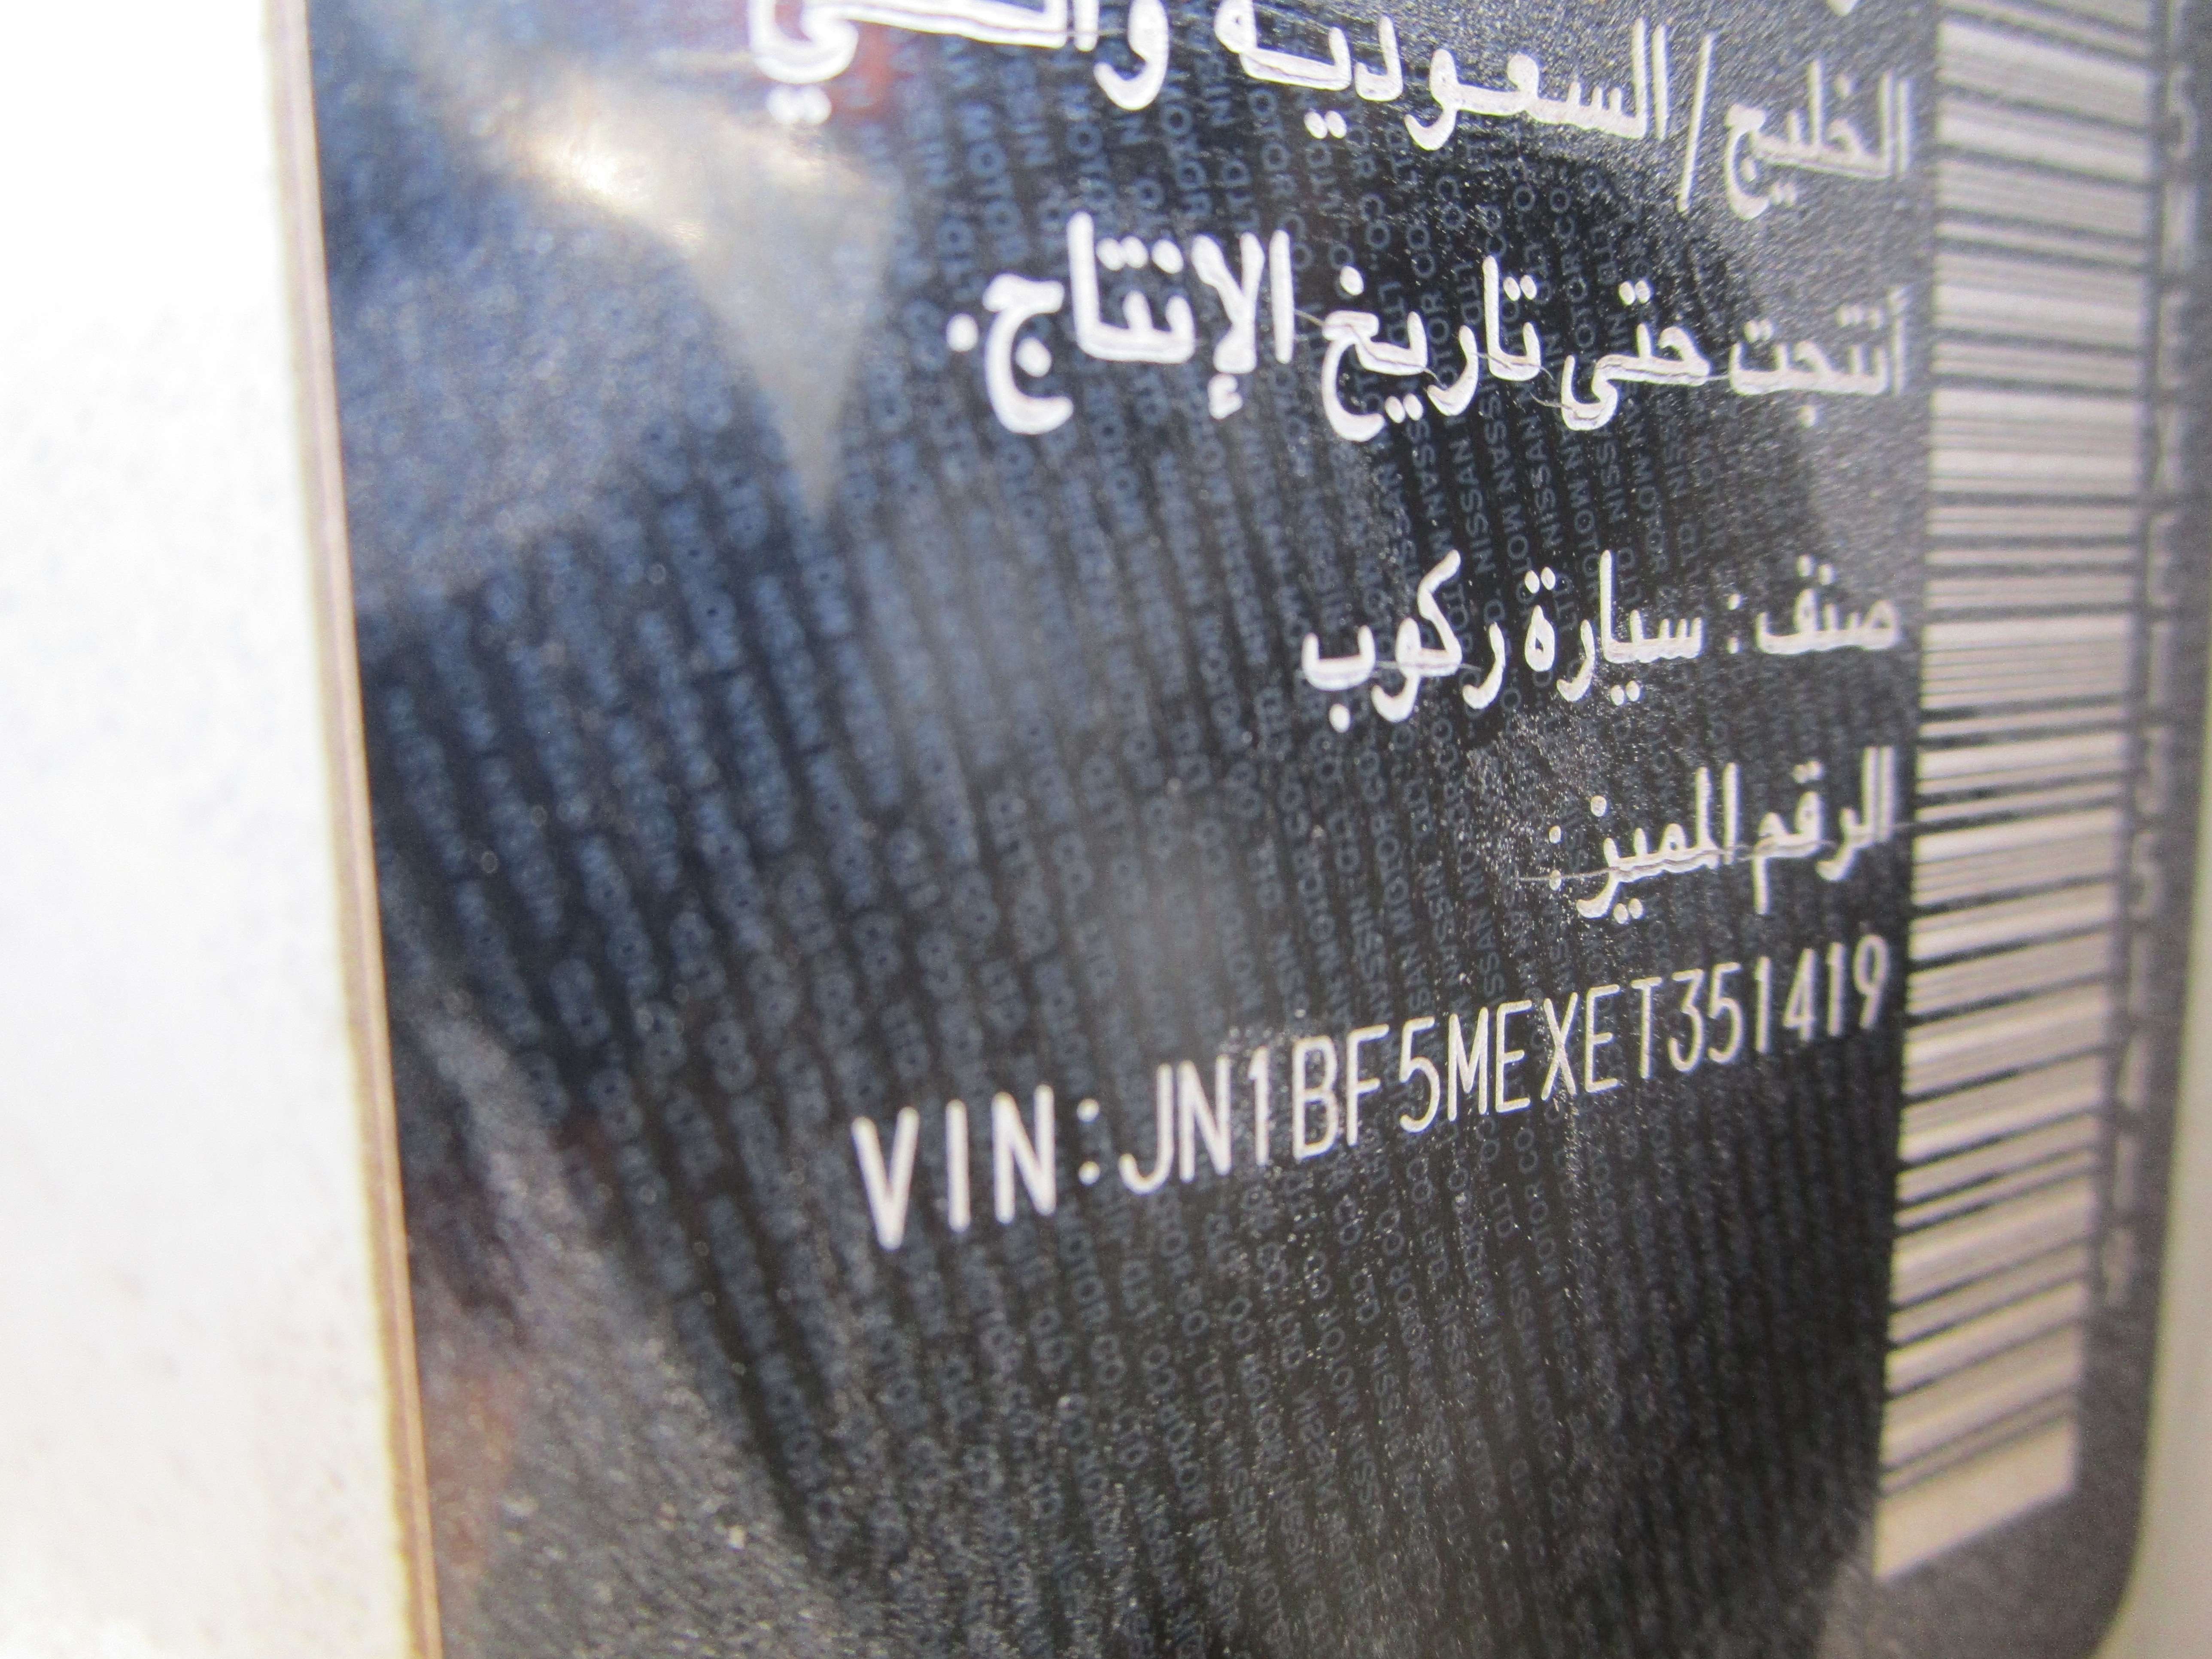 الخليج/السعودية والتي
أنتجت حتى تاريخ الإنتاج.
صنف: سيارة ركوب
الرقم المميز:
VIN:JN1BF5MEXET351419